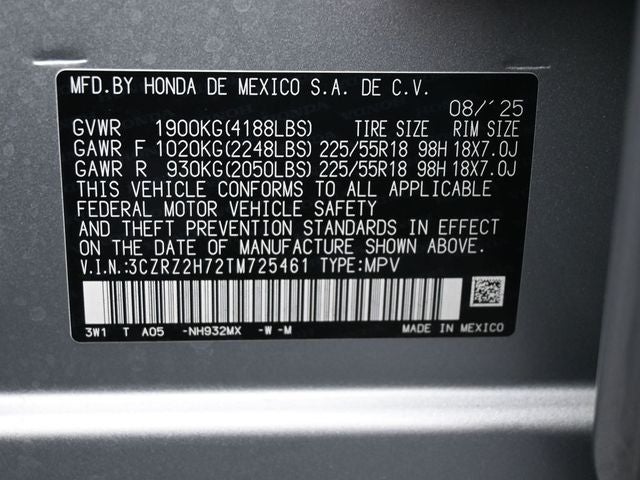 MFD.BY HONDA DE MEXICO S.A. DE C.V.
08/'25
GVWR 1900KG(4188LBS) TIRE SIZE RIM SIZE
GAWR F 1020KG(2248LBS) 225/55R18 98H 18X7.0J
GAWR R 930KG(2050LBS) 225/55R18 98H 18X7.0J
THIS VEHICLE CONFORMS TO ALL APPLICABLE
FEDERAL MOTOR VEHICLE SAFETY
AND THEFT PREVENTION STANDARDS IN EFFECT
ON THE DATE OF MANUFACTURE SHOWN ABOVE.
V.I.N.:3CZRZ2H72TM725461 TYPE:MPV
3W1 T A05 -NH932MX -W -M MADE IN MEXICO